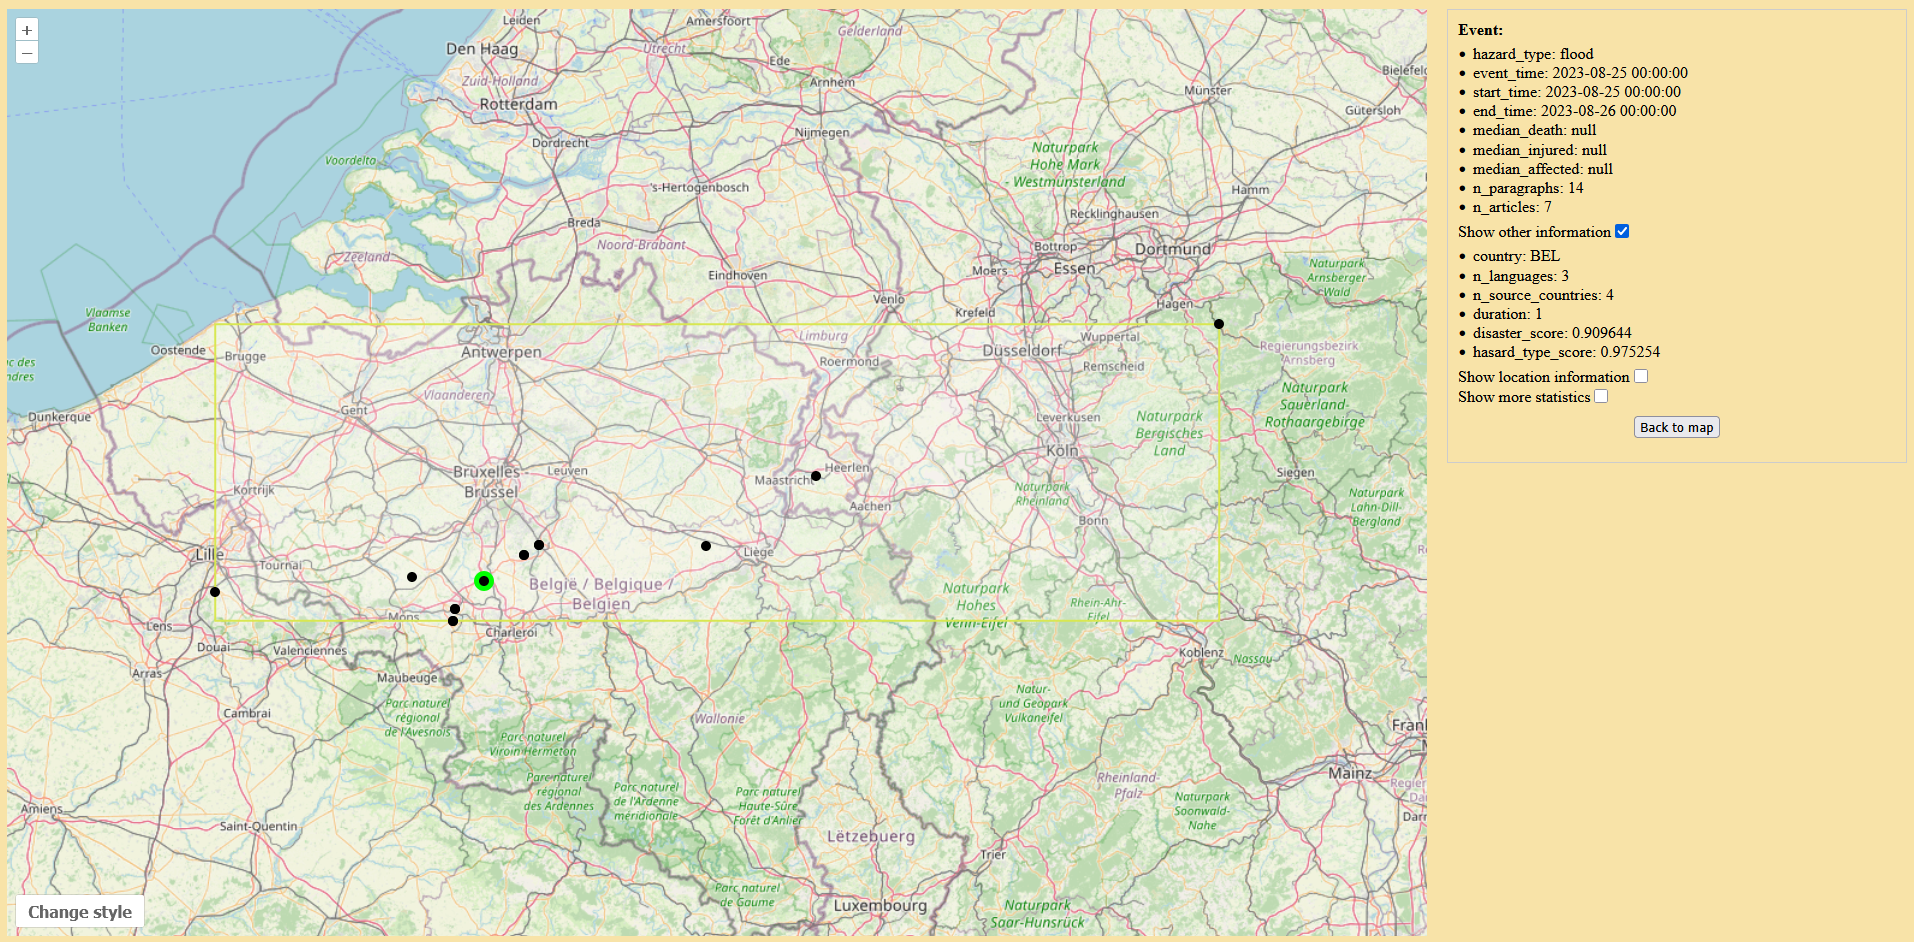 +
−
Leiden
Amersfoort
Den Haag
Utrecht
Gelderland
Zuid-Holland
Ede
Arnhem
Bielefeld
Rotterdam
Münster
Gütersloh
Nijmegen
Dordrecht
Voordelta
Naturpark
Hohe Mark
- Westmünsterland
's-Hertogenbosch
Hamm
Breda
Recklinghausen
Noord-Brabant
Bottrop
Dortmund
Zeeland
Eindhoven
Moers
Essen
Naturpark
Arnsberger-
Wald
Venlo
Hagen
Vlaamse
Banken
Krefeld
Limburg
Wuppertal
Oostende
Brugge
Antwerpen
Düsseldorf
Regierungsbezirk
Arnsberg
uc des
ndres
Roermond
Remscheid
Vlaanderen
Naturpark
Sauerland-
Rothaargebirge
Gent
Dunkerque
Leverkusen
Naturpark
Bergisches
Land
Köln
Bruxelles
Brussel
Leuven
Heerlen
Maastricht
Siegen
Kortrijk
Naturpark
Rheinland
Naturpark
Lahn-Dill-
Bergland
Aachen
Bonn
Lille
Liège
Tournai
België / Belgique /
Belgien
Naturpark
Hohes
Venn-Eifel
Rhein-Ahr-
Eifel
Lens
Mons
Charleroi
Douai
Valenciennes
Koblenz
Nassau
Arras
Maubeuge
Natur-
und Geopark
Vulkaneifel
Parc naturel
régional
de l'Avesnois
Cambrai
Wallonie
Fran
Parc naturel
Viroin-Hermeton
Mainz
Parc naturel
régional
des Ardennes
Parc naturel
de l'Ardenne
méridionale
Parc naturel
Haute-Sûre
Forêt d'Anlier
Rheinland-
Pfalz
Regie
Da
Amiens
Naturpark
Soonwald-
Nahe
Darr
Saint-Quentin
Lëtzebuerg
Trier
Parc naturel
de Gaume
Luxembourg
Naturpark
Saar-Hunsrück
Change style
Event:
• hazard_type: flood
• event_time: 2023-08-25 00:00:00
• start_time: 2023-08-25 00:00:00
• end_time: 2023-08-26 00:00:00
• median_death: null
• median_injured: null
• median_affected: null
• n_paragraphs: 14
• n_articles: 7
Show other information
• country: BEL
• n_languages: 3
• n_source_countries: 4
• duration: 1
• disaster_score: 0.909644
• hasard_type_score: 0.975254
Show location information
Show more statistics
Back to map